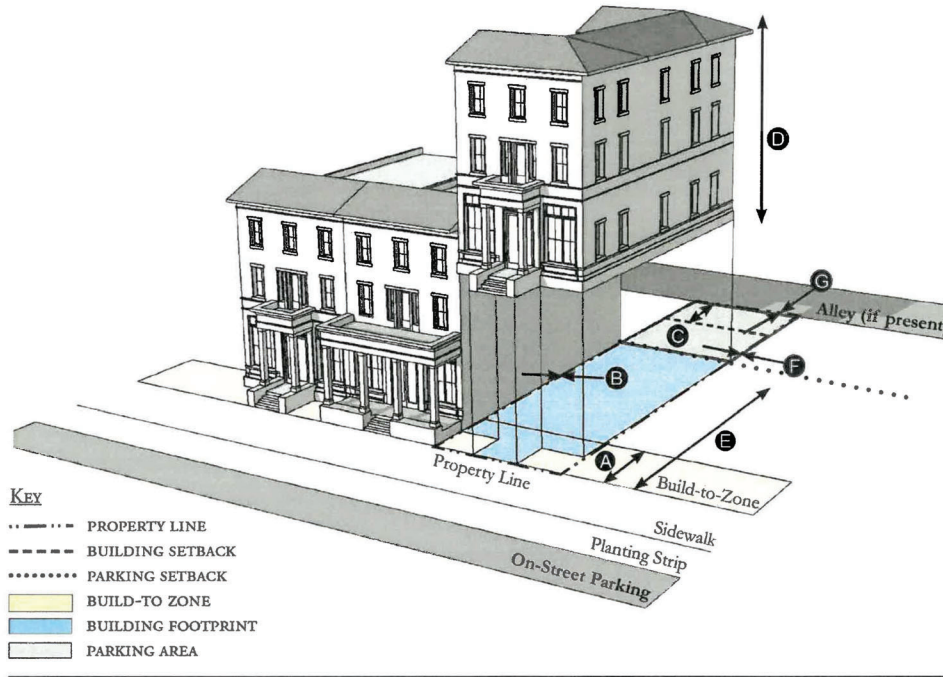 D
G
Alley (if present
C
F
B
E
A
Property Line
Build-to-Zone
Sidewalk
Planting Strip
On-Street Parking
KEY
PROPERTY LINE
BUILDING SETBACK
PARKING SETBACK
BUILD-TO ZONE
BUILDING FOOTPRINT
PARKING AREA